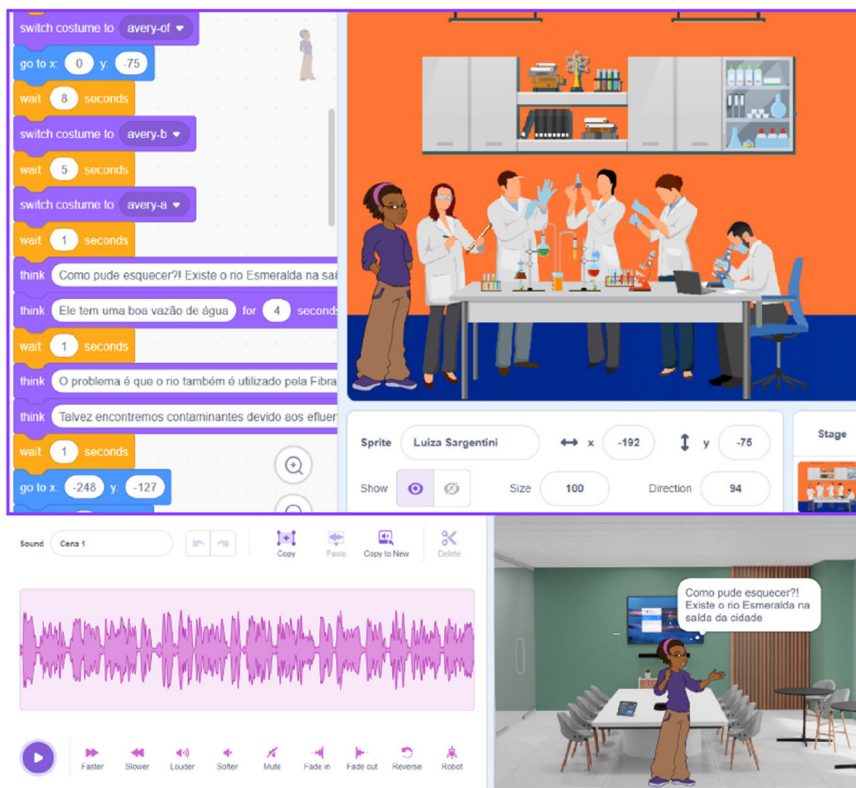 switch costume to avery-of
go to x: 0 y: -75
wait 8 seconds
switch costume to avery-b
wait 5 seconds
switch costume to avery-a
wait 1 seconds
think Como pude esquecer?! Existe o rio Esmeralda na saí
think Ele tem uma boa vazão de água for 4 seconds
wait 1 seconds
think O problema é que o rio também é utilizado pela Fibra
think Talvez encontremos contaminantes devido aos efluen
wait 1 seconds
go to x: -248 y: -127
Sprite Luiza Sargentini x -192 y -75
Show Size 100 Direction 94
Stage
Sound Cena 1
Copy Paste Copy to New Delete
Faster Slower Louder Softer Mute Fade in Fade out Reverse Robot
Como pude esquecer?!
Existe o rio Esmeralda na
saída da cidade